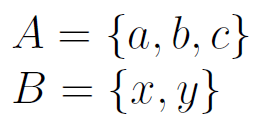 A = {a, b, c}
B = {x, y}